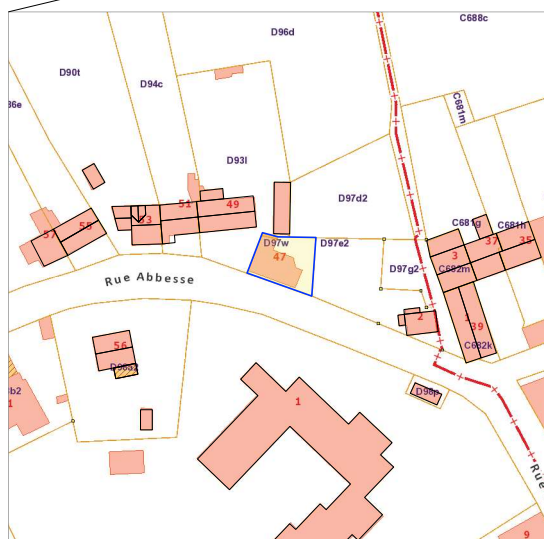 C688c
D96d
D90t
D94c
C681m
86e
D93l
D97d2
51
49
53
55
57
C681g
C681h
37
35
3
D97w
D97e2
47
D97g2
C682m
Rue Abbesse
2
39
C682k
56
D98p
1
1
Rue
9